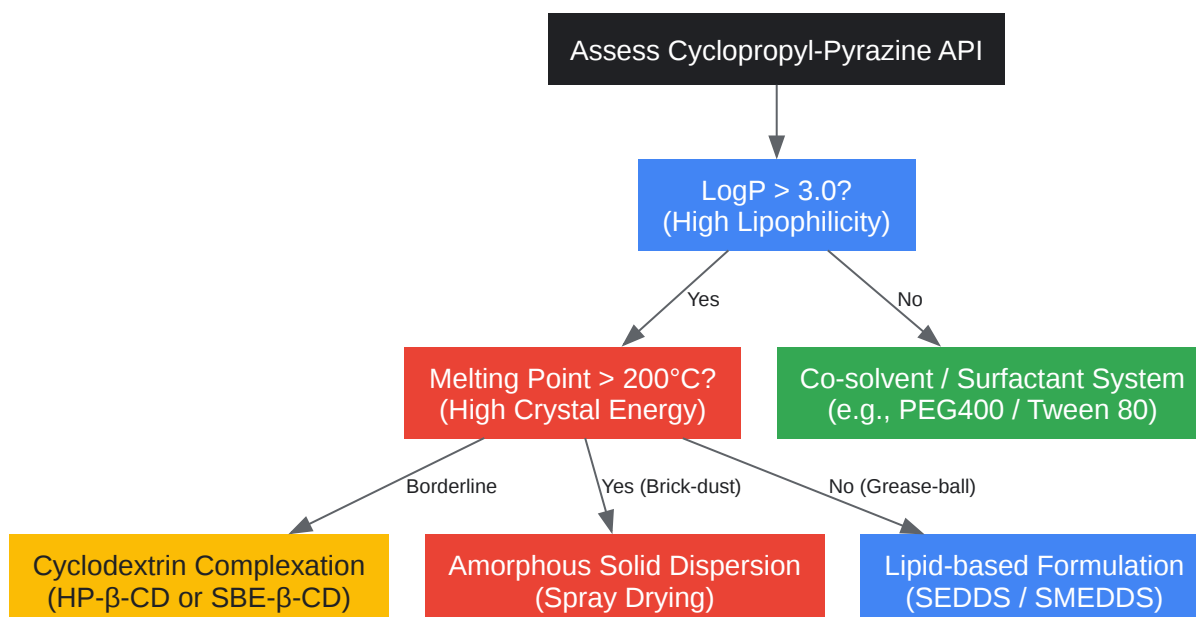 Assess Cyclopropyl-Pyrazine API
LogP > 3.0?
(High Lipophilicity)
Yes
No
Melting Point > 200°C?
(High Crystal Energy)
Co-solvent / Surfactant System
(e.g., PEG400 / Tween 80)
Borderline
Yes (Brick-dust)
No (Grease-ball)
Cyclodextrin Complexation
(HP-β-CD or SBE-β-CD)
Amorphous Solid Dispersion
(Spray Drying)
Lipid-based Formulation
(SEDDS / SMEDDS)